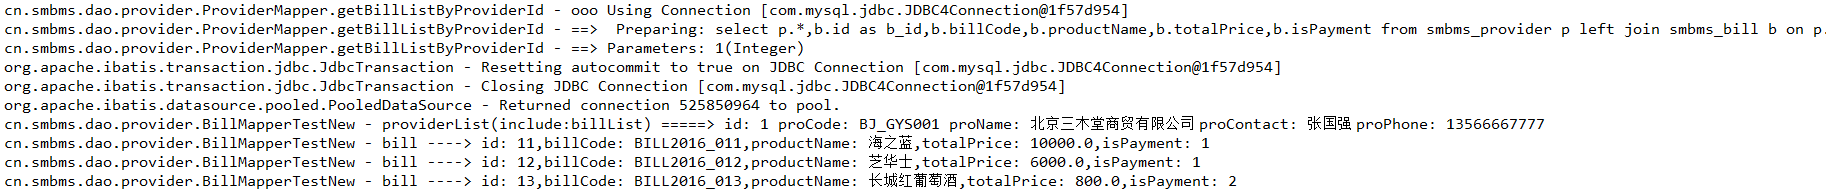 cn.smbms.dao.provider.ProviderMapper.getBillListByProviderId - ooo Using Connection [com.mysql.jdbc.JDBC4Connection@1f57d954]
cn.smbms.dao.provider.ProviderMapper.getBillListByProviderId - ==>  Preparing: select p.*,b.id as b_id,b.billCode,b.productName,b.totalPrice,b.isPayment from smbms_provider p left join smbms_bill b on p.
cn.smbms.dao.provider.ProviderMapper.getBillListByProviderId - ==> Parameters: 1(Integer)
org.apache.ibatis.transaction.jdbc.JdbcTransaction - Resetting autocommit to true on JDBC Connection [com.mysql.jdbc.JDBC4Connection@1f57d954]
org.apache.ibatis.transaction.jdbc.JdbcTransaction - Closing JDBC Connection [com.mysql.jdbc.JDBC4Connection@1f57d954]
org.apache.ibatis.datasource.pooled.PooledDataSource - Returned connection 525850964 to pool.
cn.smbms.dao.provider.BillMapperTestNew - providerList(include:billList) =====> id: 1 proCode: BJ_GYS001 proName: 北京三木堂商贸有限公司 proContact: 张国强 proPhone: 13566667777
cn.smbms.dao.provider.BillMapperTestNew - bill ----> id: 11,billCode: BILL2016_011,productName: 海之蓝,totalPrice: 10000.0,isPayment: 1
cn.smbms.dao.provider.BillMapperTestNew - bill ----> id: 12,billCode: BILL2016_012,productName: 芝华士,totalPrice: 6000.0,isPayment: 1
cn.smbms.dao.provider.BillMapperTestNew - bill ----> id: 13,billCode: BILL2016_013,productName: 长城红葡萄酒,totalPrice: 800.0,isPayment: 2